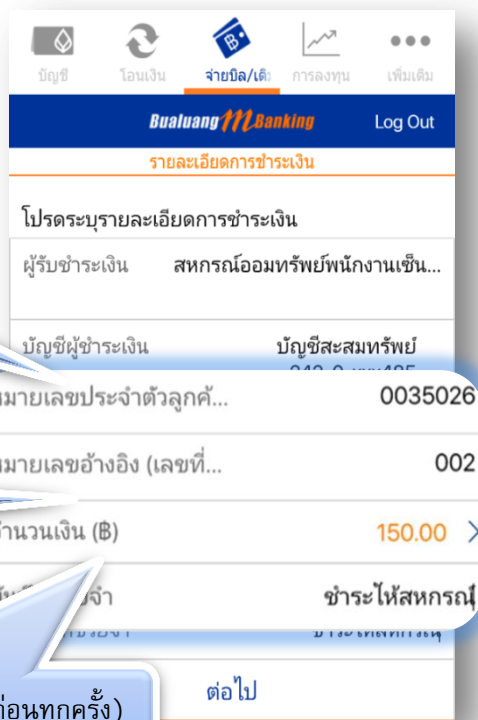 บัญชี โอนเงิน จ่ายบิล/เติ การลงทุน เพิ่มเติม
Bualuang mBanking Log Out
รายละเอียดการชำระเงิน
โปรดระบุรายละเอียดการชำระเงิน
ผู้รับชำระเงิน สหกรณ์ออมทรัพย์พนักงานเซ็น...
บัญชีผู้ชำระเงิน บัญชีสะสมทรัพย์
มายเลขประจำตัวลูกค้... 0035026
มายเลขอ้างอิง (เลขที่... 002
ำนวนเงิน (฿) 150.00
จำ ชำระให้สหกรณ์
ต่อไป
่อนทุกครั้ง)